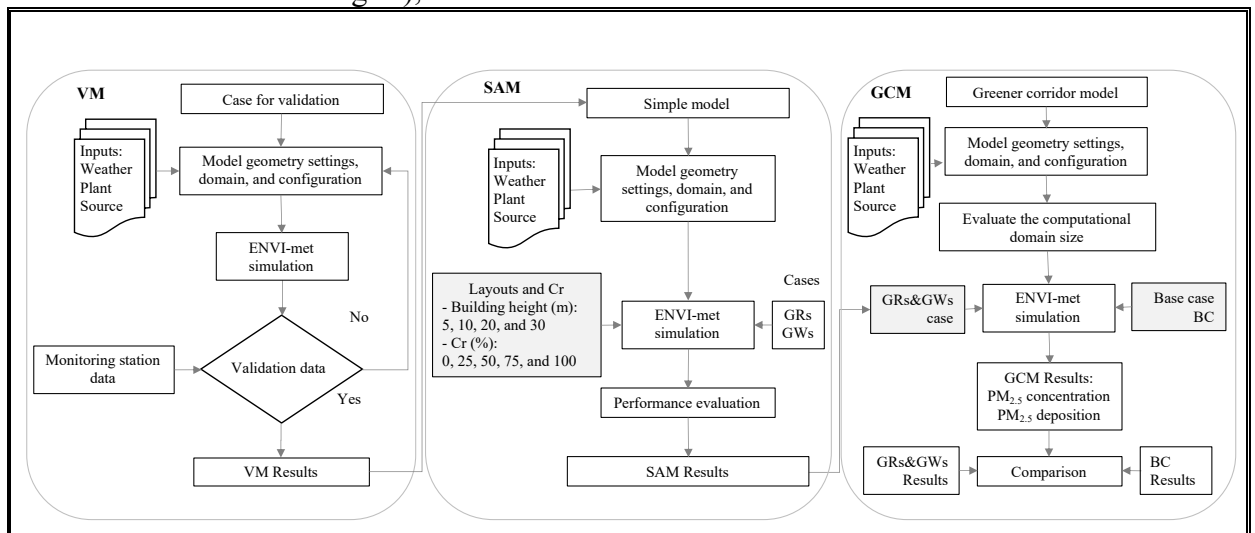 VM
Case for validation
Inputs:
Weather
Plant
Source
Model geometry settings,
domain, and configuration
ENVI-met
simulation
No
Monitoring station
data
Validation data
Yes
VM Results
SAM
Simple model
Inputs:
Weather
Plant
Source
Model geometry
settings, domain, and
configuration
Layouts and Cr
- Building height (m):
5, 10, 20, and 30
- Cr (%):
0, 25, 50, 75, and 100
Cases
ENVI-met
simulation
GRs
GWs
Performance evaluation
SAM Results
GCM
Greener corridor model
Inputs:
Weather
Plant
Source
Model geometry settings,
domain, and configuration
Evaluate the computational
domain size
GRs&GWs
case
ENVI-met
simulation
Base case
BC
GCM Results:
PM2.5 concentration
PM2.5 deposition
GRs&GWs
Results
Comparison
BC
Results